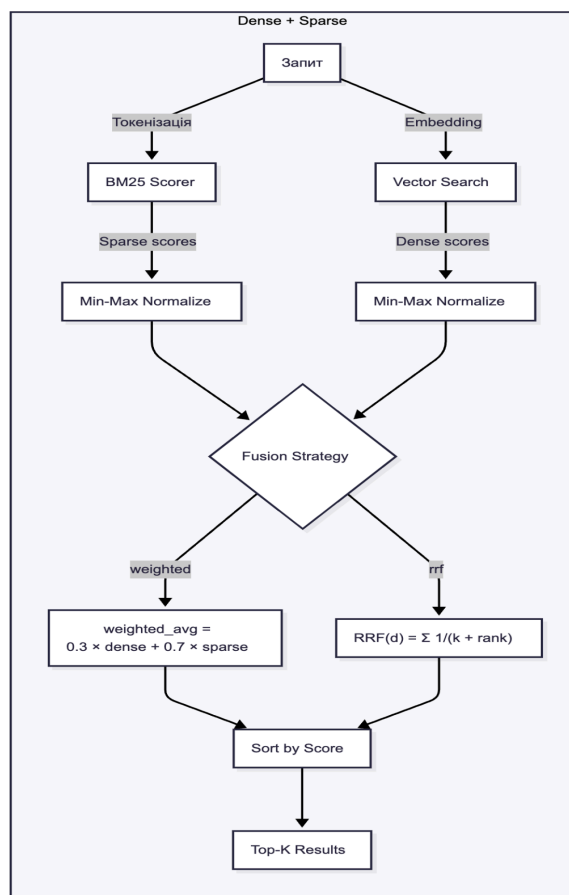 Dense + Sparse
Запит
Токенізація
Embedding
BM25 Scorer
Vector Search
Sparse scores
Dense scores
Min-Max Normalize
Min-Max Normalize
Fusion Strategy
weighted
rrf
weighted_avg =
0.3 × dense + 0.7 × sparse
RRF(d) = Σ 1/(k + rank)
Sort by Score
Top-K Results